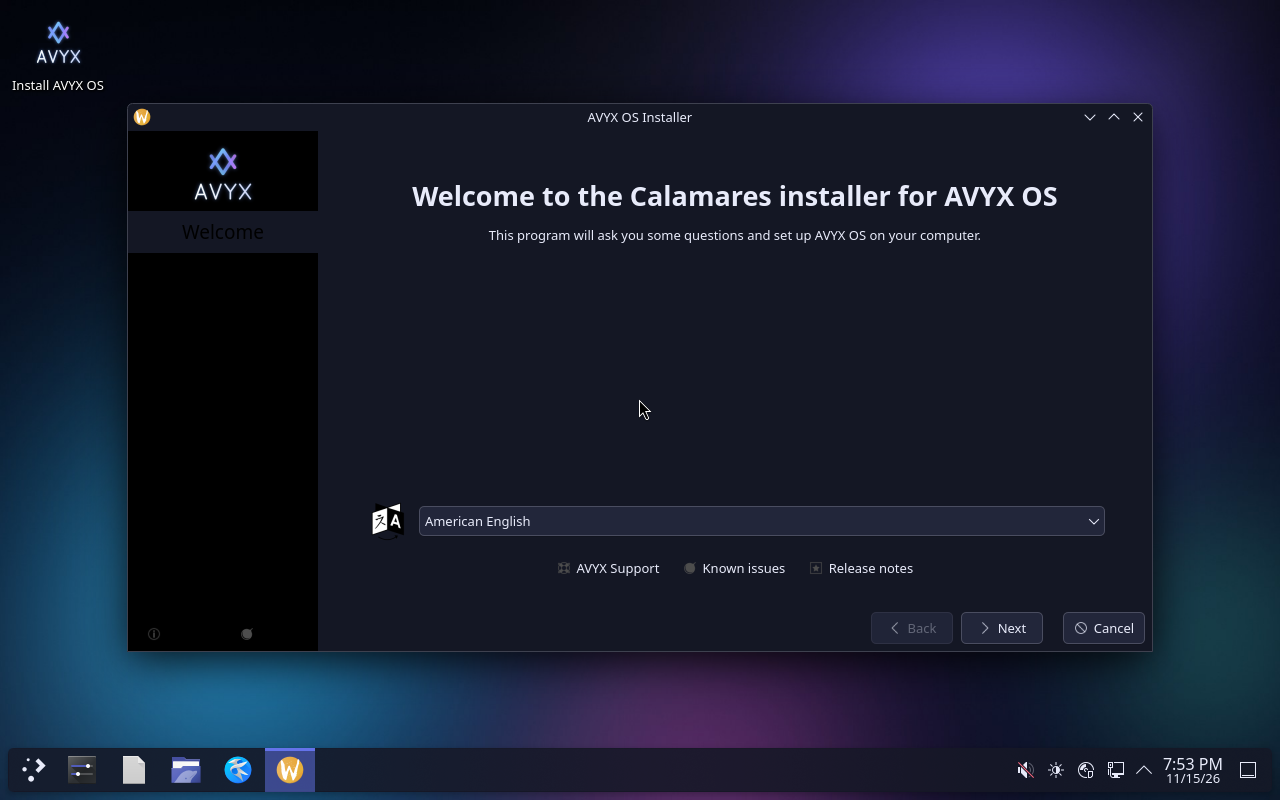 AVYX
Install AVYX OS
AVYX OS Installer
AVYX
Welcome
Welcome to the Calamares installer for AVYX OS
This program will ask you some questions and set up AVYX OS on your computer.
American English
AVYX Support
Known issues
Release notes
Back
Next
Cancel
7:53 PM
11/15/26